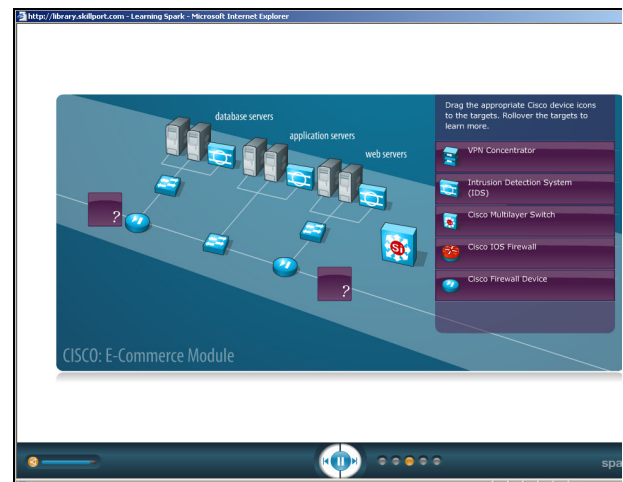 http://library.skillport.com - Learning Spark - Microsoft Internet Explorer
Drag the appropriate Cisco device icons
to the targets. Rollover the targets to
learn more.
database servers
application servers
web servers
VPN Concentrator
Intrusion Detection System
(IDS)
Cisco Multilayer Switch
Cisco IOS Firewall
Cisco Firewall Device
?
Si
?
CISCO: E-Commerce Module
spa